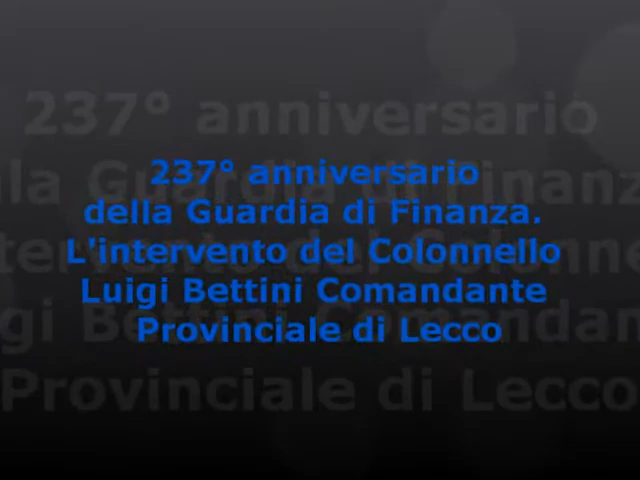 237° anniversario
della Guardia di Finanza.
L'intervento del Colonnello
Luigi Bettini Comandante
Provinciale di Lecco